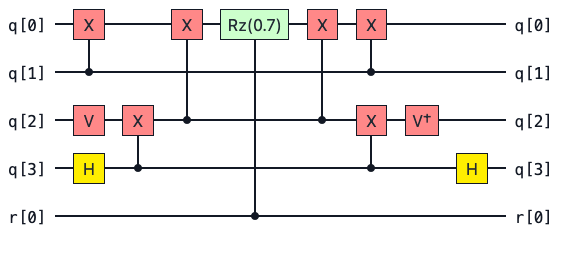 q[0] X X Rz(0.7) X X q[0]
q[1] q[1]
q[2] V X X V† q[2]
q[3] H H q[3]
r[0] r[0]